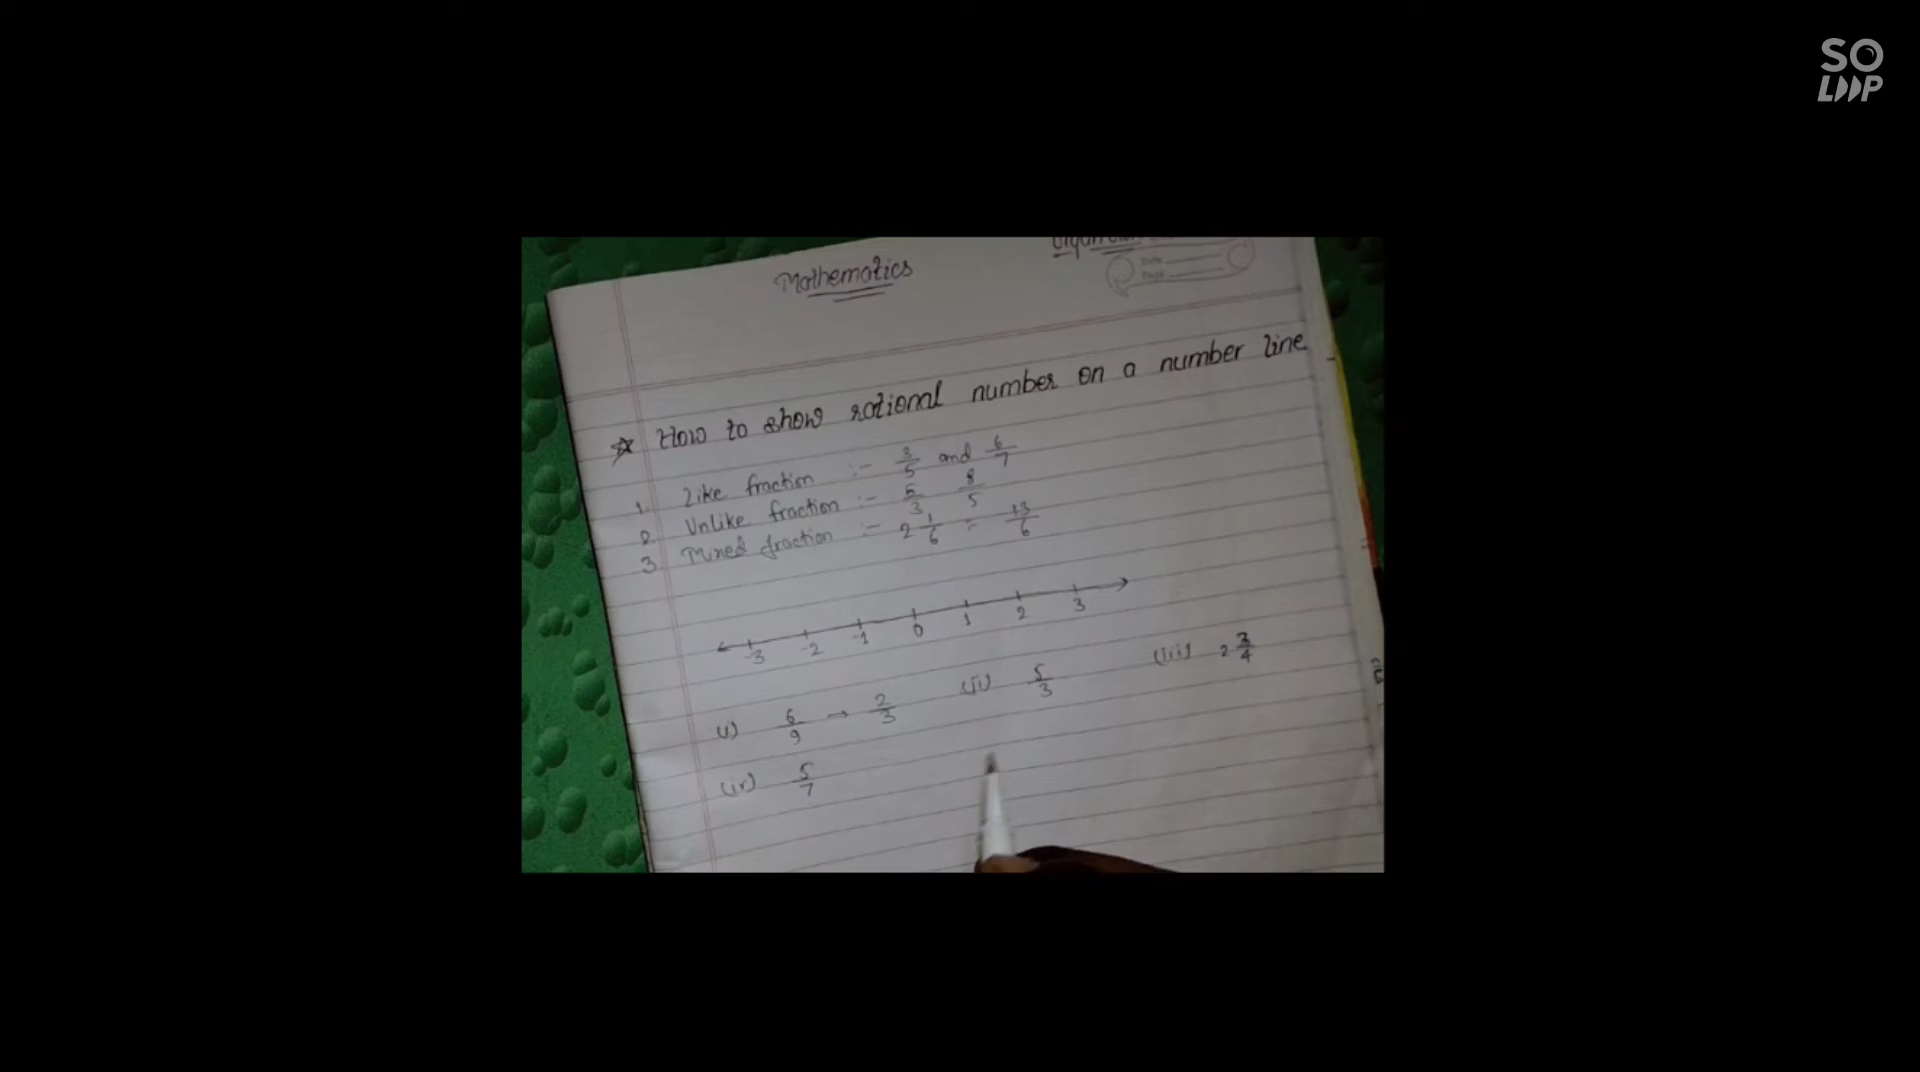 SO
LOOP
Mathematics
Date
Page
☆ How to show rational number on a number line
1. Like fraction :- 3/5 and 6/7
2. Unlike fraction :- 5/3 8/5
3 Mixed fraction :- 2 1/6 = 13/6
-3 -2 -1 0 1 2 3
(i) 6/9 → 2/3 (ii) 5/3 (iii) 2 3/4
(iv) 5/7